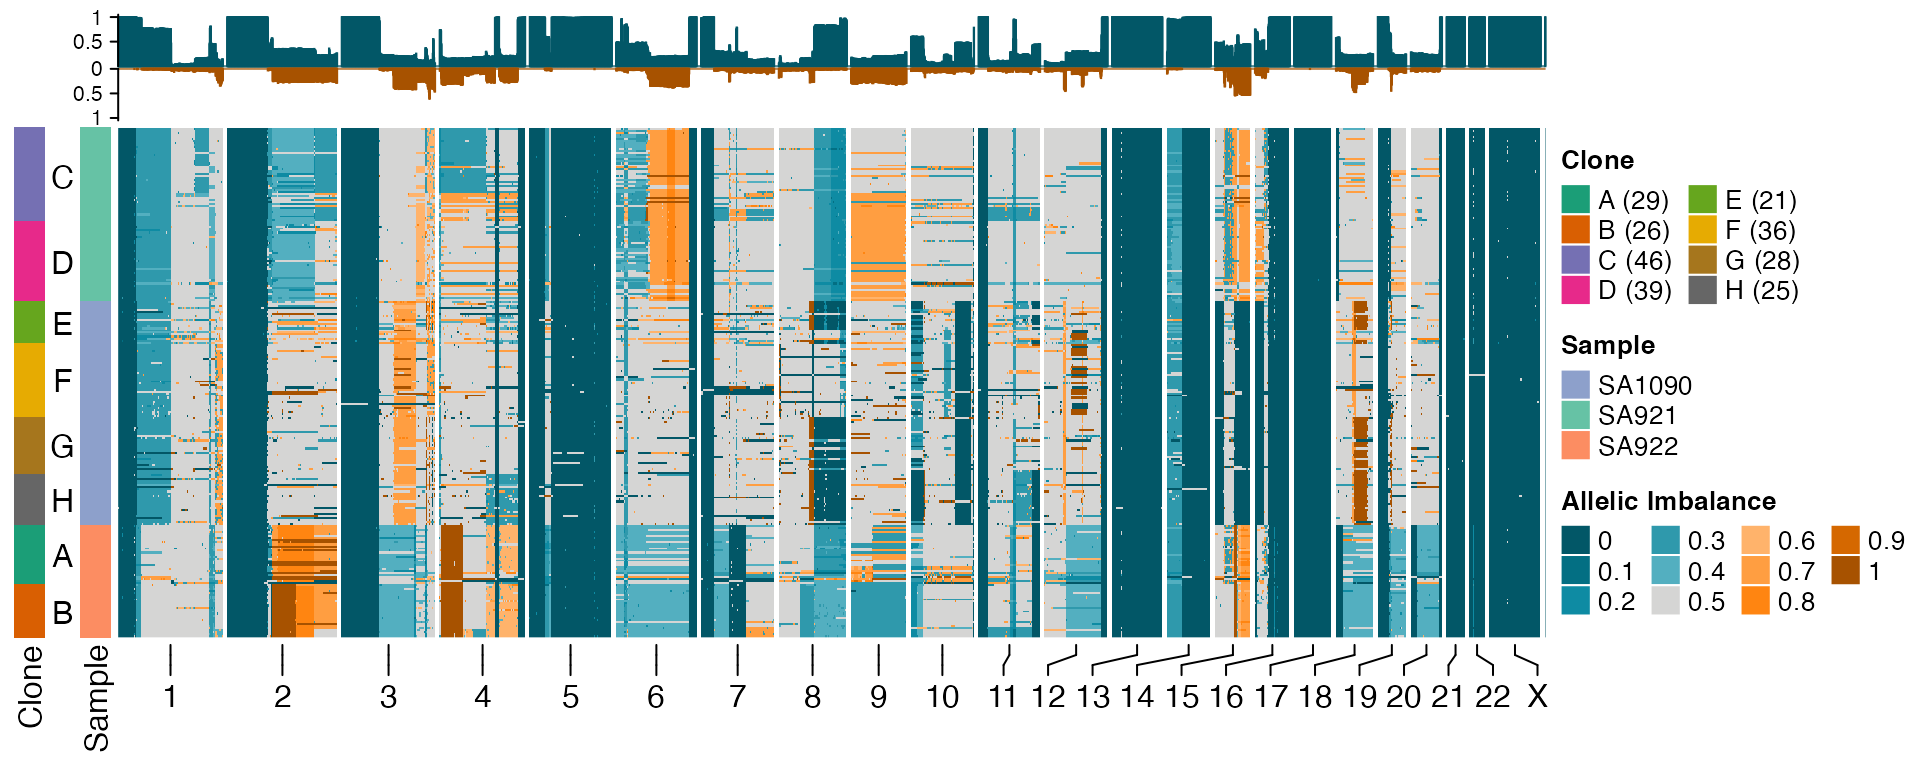 1
0.5
0
0.5
1
C
D
E
F
G
H
A
B
Clone
Sample
1 2 3 4 5 6 7 8 9 10 11 12 13 14 15 16 17 18 19 20 21 22 X
Clone
A (29) E (21)
B (26) F (36)
C (46) G (28)
D (39) H (25)
Sample
SA1090
SA921
SA922
Allelic Imbalance
0 0.3 0.6 0.9
0.1 0.4 0.7 1
0.2 0.5 0.8